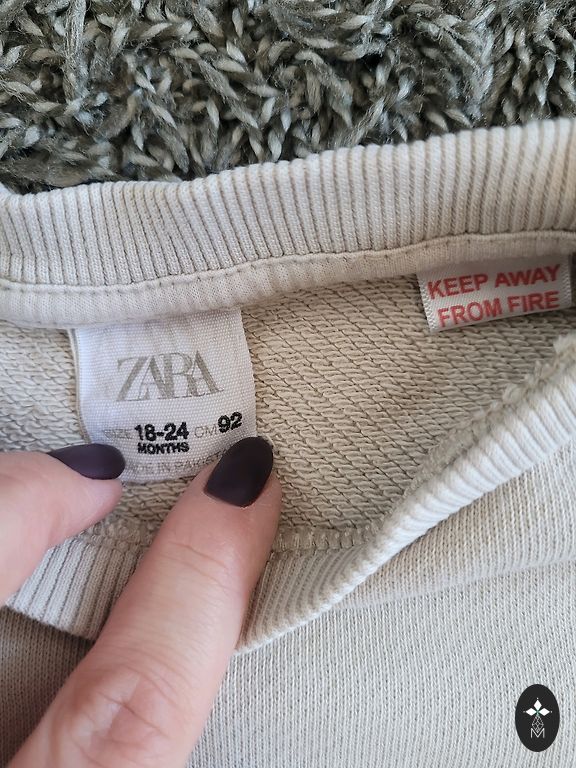 ZARA
18-24 CM 92
MONTHS
KEEP AWAY
FROM FIRE